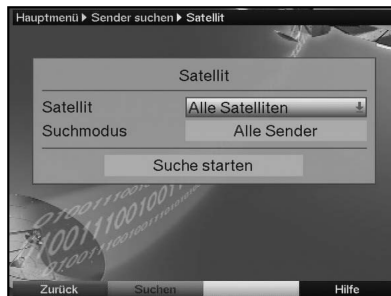 Hauptmenü ▶ Sender suchen ▶ Satellit
Satellit
Satellit Alle Satelliten
Suchmodus Alle Sender
Suche starten
Zurück Suchen Hilfe